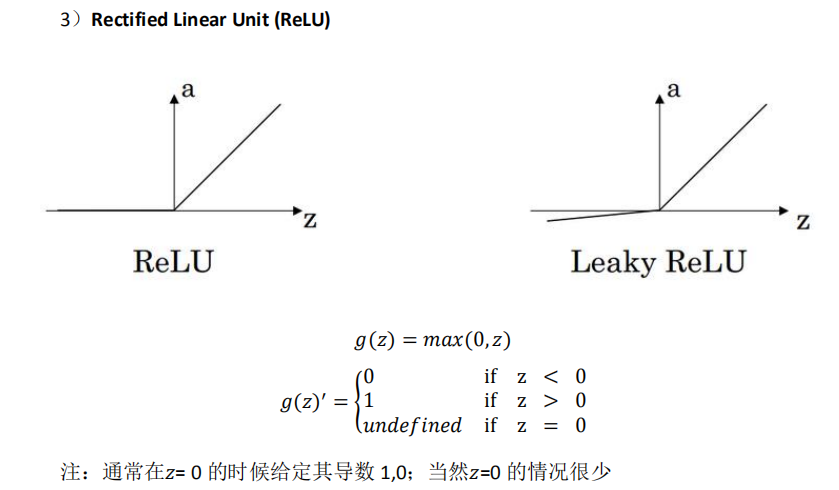 3）Rectified Linear Unit (ReLU)
a
z
ReLU
a
z
Leaky ReLU
g(z) = max(0,z)
g(z)′ = {0 if z < 0
1 if z > 0
undefined if z = 0
注：通常在z= 0 的时候给定其导数 1,0；当然z=0 的情况很少